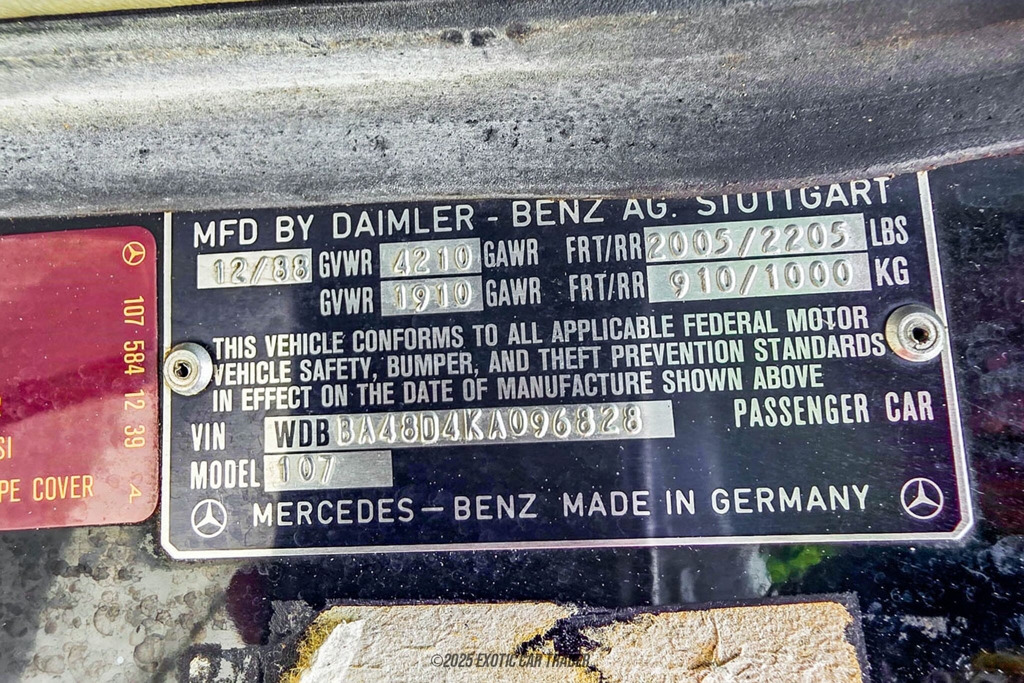 MFD BY DAIMLER - BENZ AG. STUTTGART
12/88 GVWR 4210 GAWR FRT/RR 2005/2205 LBS
GVWR 1910 GAWR FRT/RR 910/1000 KG
THIS VEHICLE CONFORMS TO ALL APPLICABLE FEDERAL MOTOR
VEHICLE SAFETY, BUMPER, AND THEFT PREVENTION STANDARDS
IN EFFECT ON THE DATE OF MANUFACTURE SHOWN ABOVE
VIN WDBBA48D4KA096828 PASSENGER CAR
MODEL 107
MERCEDES - BENZ MADE IN GERMANY
107 584 12 39 4
SI
PE COVER
©2025 EXOTIC CAR TRADER